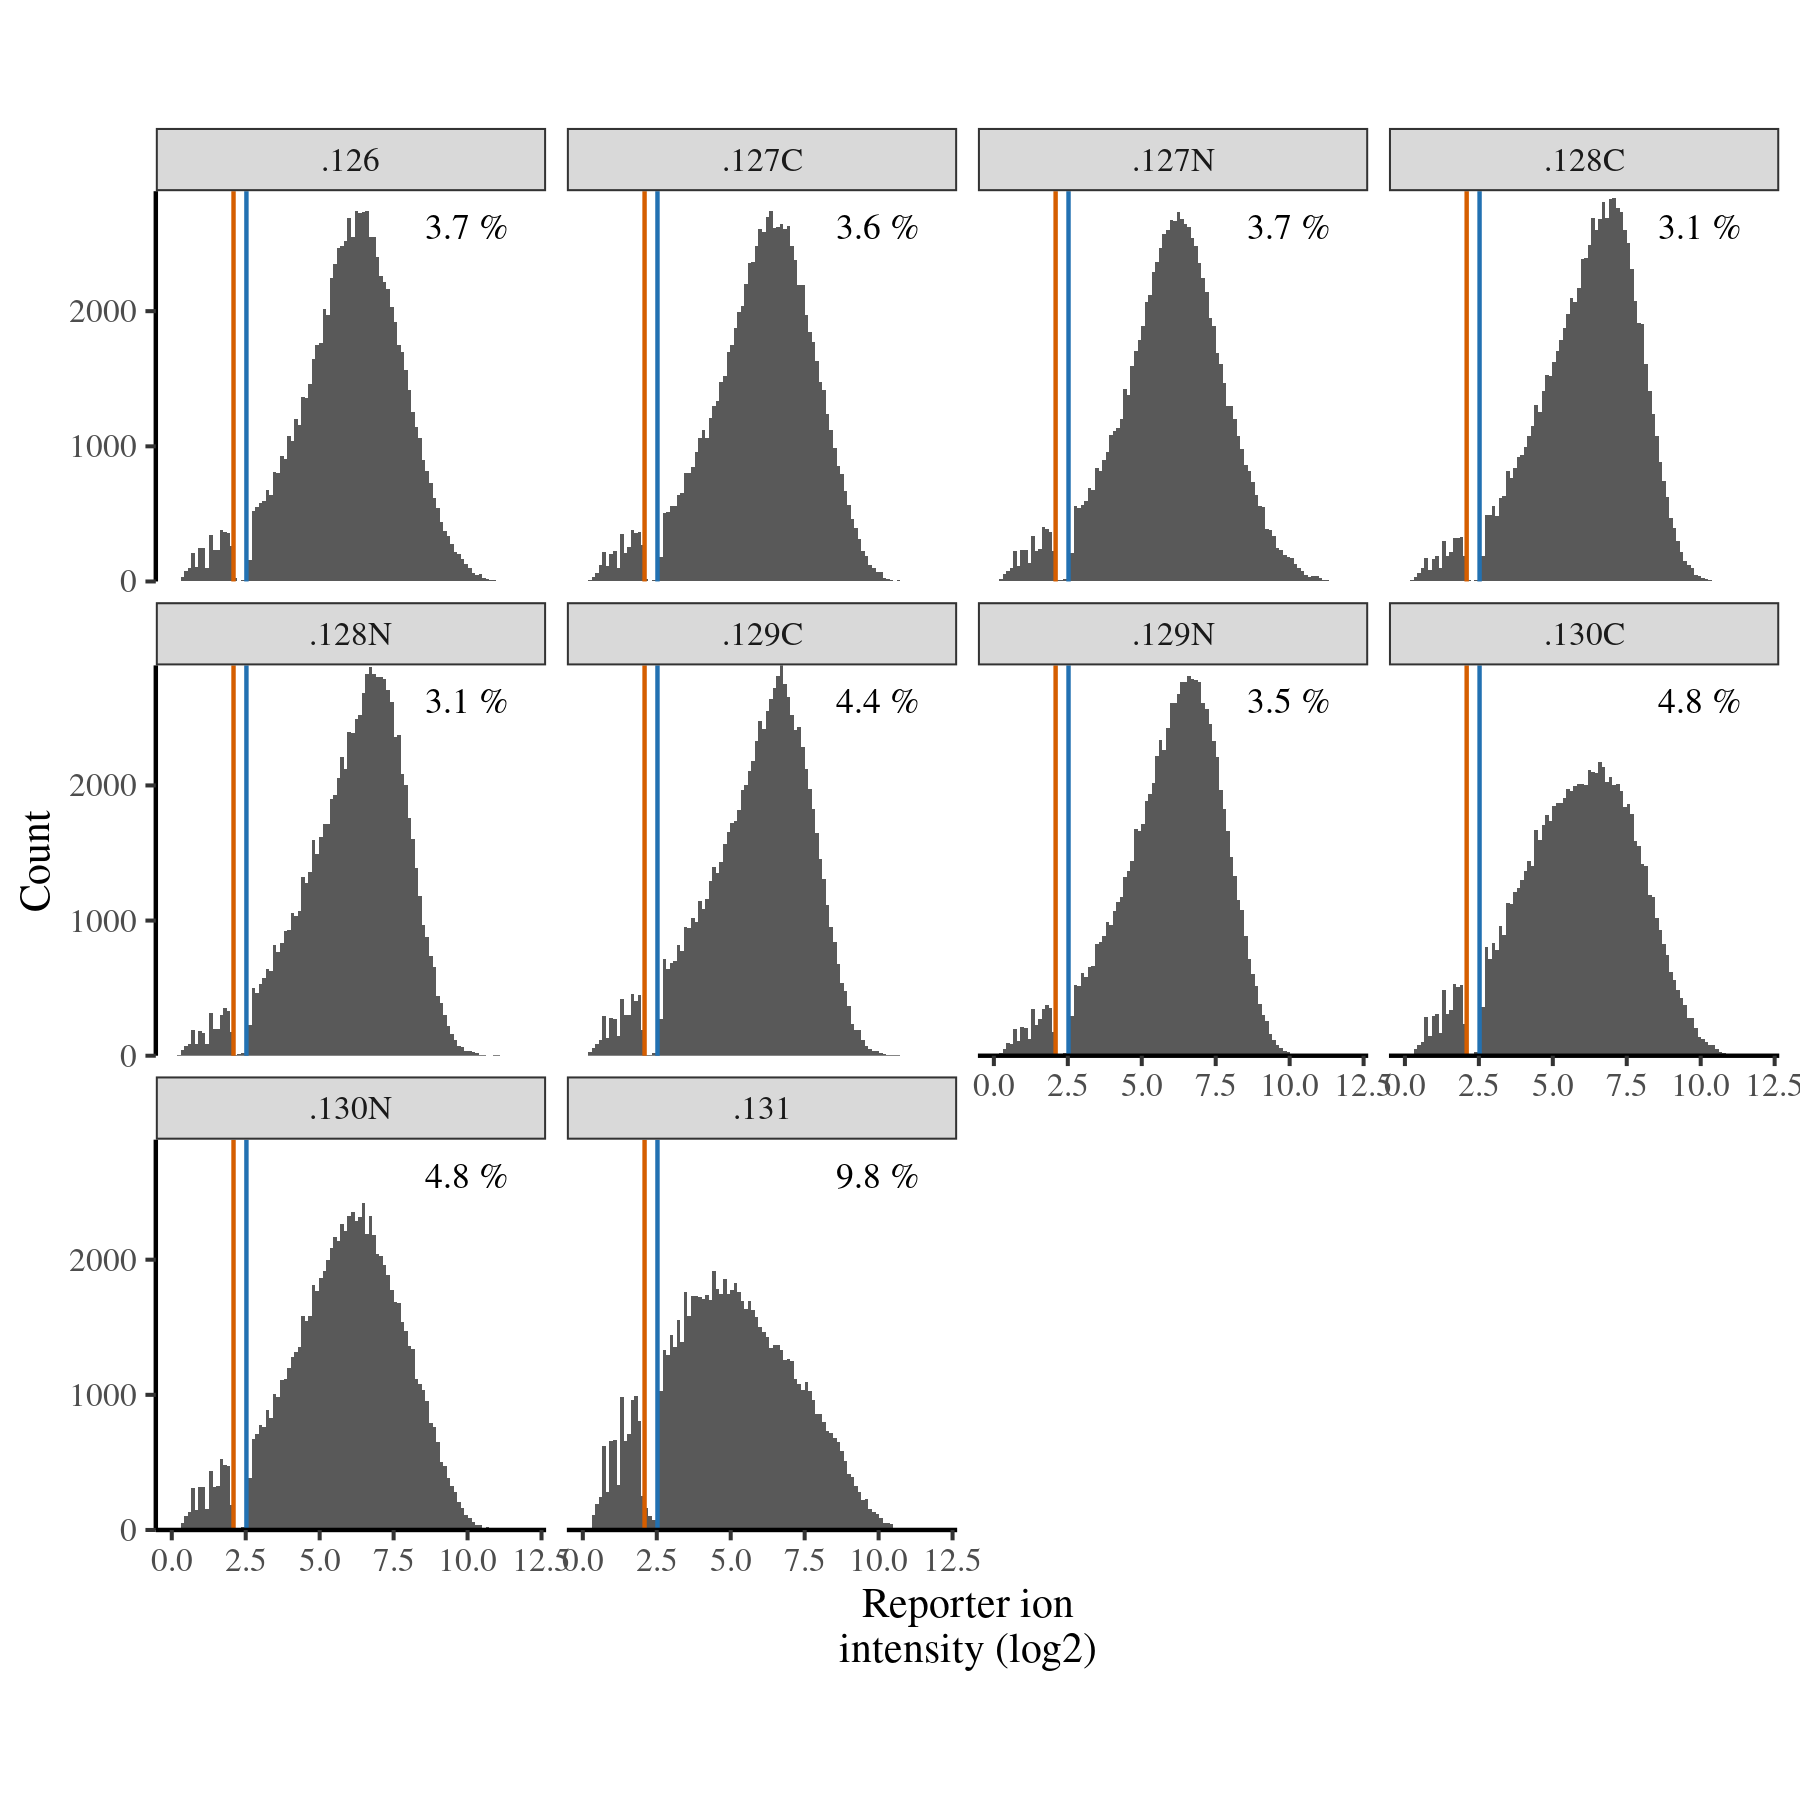 .126 .127C .127N .128C
3.7 % 3.6 % 3.7 % 3.1 %
2000
1000
0
.128N .129C .129N .130C
3.1 % 4.4 % 3.5 % 4.8 %
2000
1000
0
0.0 2.5 5.0 7.5 10.0 12.5 0.0 2.5 5.0 7.5 10.0 12.5
.130N .131
4.8 % 9.8 %
2000
1000
0
0.0 2.5 5.0 7.5 10.0 12.5 0.0 2.5 5.0 7.5 10.0 12.5
Count
Reporter ion
intensity (log2)